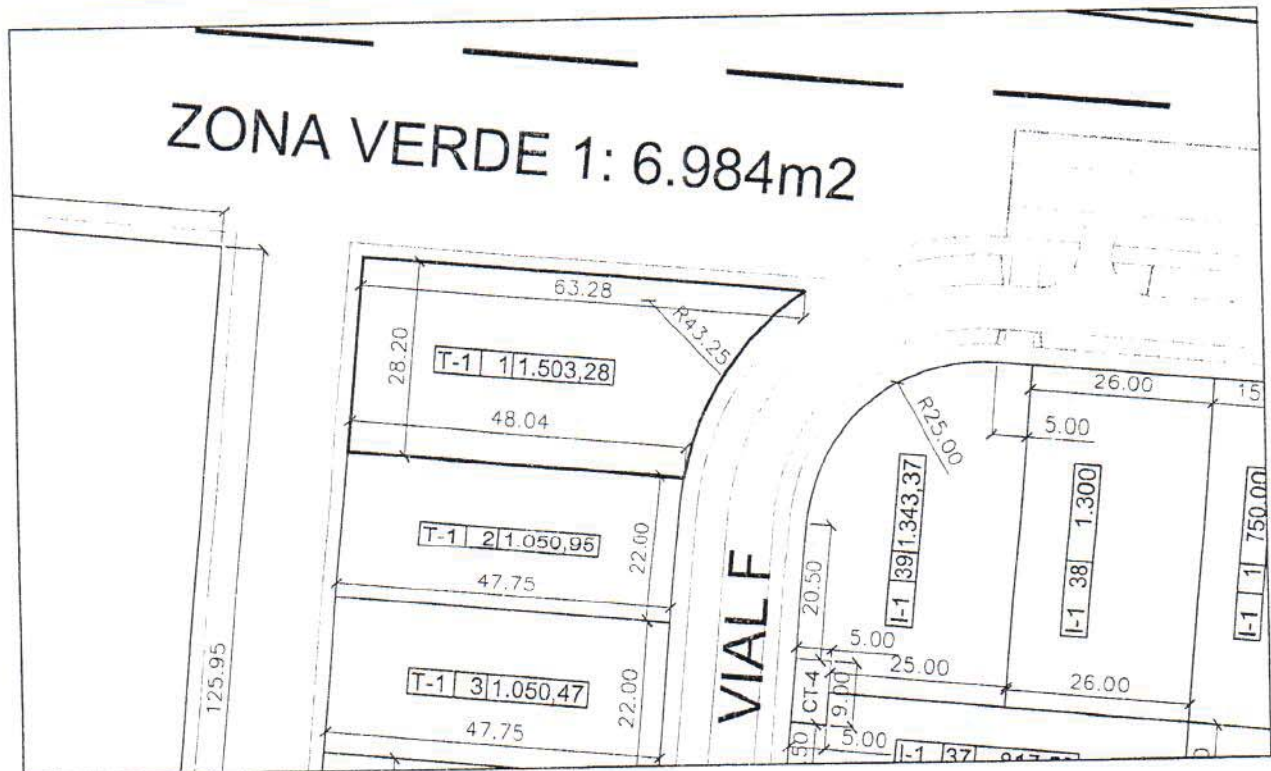 ZONA VERDE 1: 6.984m2
63.28
R43.25
28.20
T-1 1 1.503,28
48.04
26.00
15
5.00
R25.00
T-1 2 1.050,95
22.00
47.75
I-1 39 1.343,37
I-1 38 1.300
I-1 1 750.00
VIAL F
20.50
5.00
25.00
26.00
125.95
T-1 3 1.050,47
22.00
47.75
CT-4
9.00
5.00
.50
I-1 37